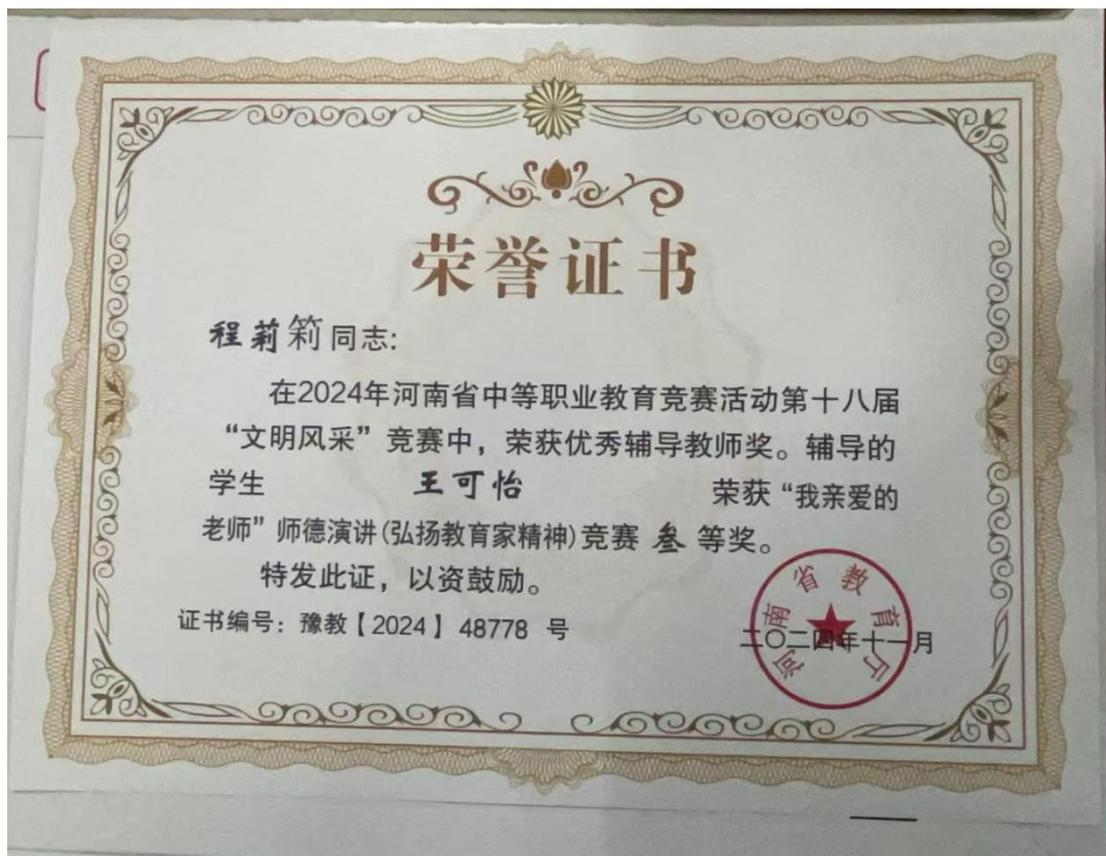 荣誉证书
程莉箣同志:
在2024年河南省中等职业教育竞赛活动第十八届
“文明风采”竞赛中，荣获优秀辅导教师奖。辅导的
学生 王可怡 荣获“我亲爱的
老师”师德演讲(弘扬教育家精神)竞赛 叁 等奖。
特发此证，以资鼓励。
证书编号：豫教【2024】48778 号
河南省教育厅
二〇二四年十一月